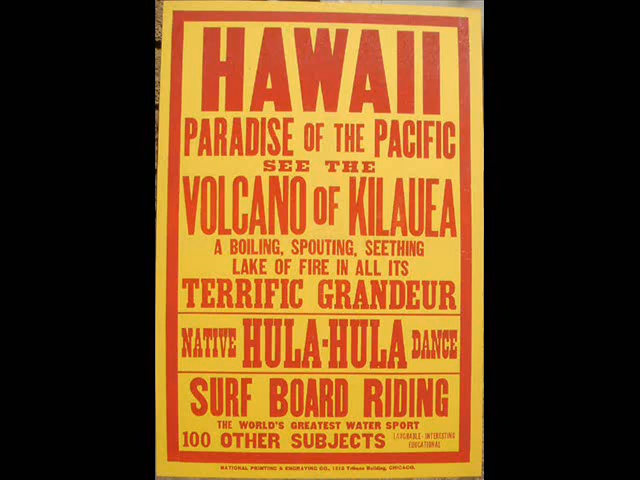 HAWAII
PARADISE OF THE PACIFIC
SEE THE
VOLCANO OF KILAUEA
A BOILING, SPOUTING, SEETHING
LAKE OF FIRE IN ALL ITS
TERRIFIC GRANDEUR
NATIVE HULA-HULA DANCE
SURF BOARD RIDING
THE WORLD'S GREATEST WATER SPORT
100 OTHER SUBJECTS LAUGHABLE - INTERESTING
EDUCATIONAL
NATIONAL PRINTING & ENGRAVING CO., Tribune Building, CHICAGO.